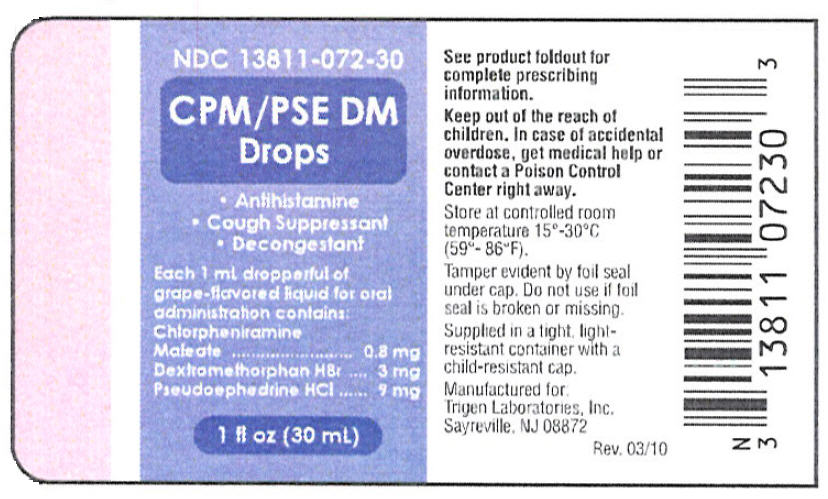 NDC 13811-072-30
CPM/PSE DM
Drops
• Antihistamine
• Cough Suppressant
• Decongestant
Each 1 mL dropperful of
grape-flavored liquid for oral
administration contains:
Chlorpheniramine
Maleate ........................ 0.8 mg
Dextromethorphan HBr .... 3 mg
Pseudoephedrine HCl ...... 9 mg
1 fl oz (30 mL)
See product foldout for
complete prescribing
information.
Keep out of the reach of
children. In case of accidental
overdose, get medical help or
contact a Poison Control
Center right away.
Store at controlled room
temperature 15°-30°C
(59°- 86°F).
Tamper evident by foil seal
under cap. Do not use if foil
seal is broken or missing.
Supplied in a tight, light-
resistant container with a
child-resistant cap.
Manufactured for:
Trigen Laboratories, Inc.
Sayreville, NJ 08872
Rev. 03/10
N
3 13811 07230 3